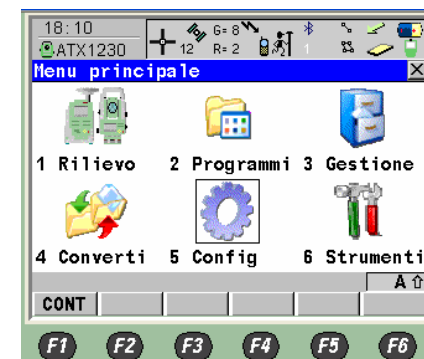 18:10 G=8
ATX1230 12 R=2 1
Menu principale
1 Rilievo 2 Programmi 3 Gestione
4 Converti 5 Config 6 Strumenti
A
CONT
F1 F2 F3 F4 F5 F6